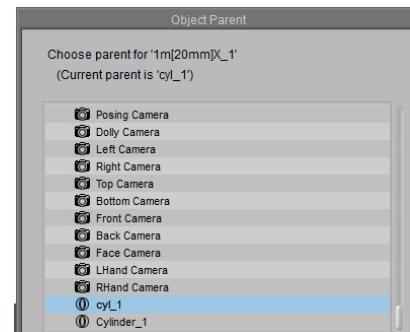 Object Parent
Choose parent for '1m[20mm]X_1'
(Current parent is 'cyl_1')
Posing Camera
Dolly Camera
Left Camera
Right Camera
Top Camera
Bottom Camera
Front Camera
Back Camera
Face Camera
LHand Camera
RHand Camera
cyl_1
Cylinder_1